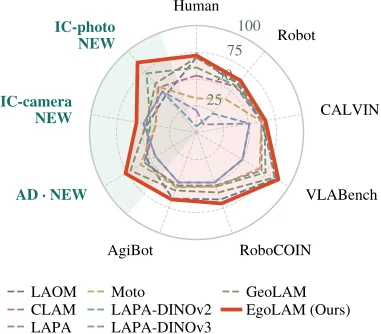 Human
100
IC-photo
NEW
75
Robot
25
IC-camera
NEW
CALVIN
AD · NEW
VLABench
AgiBot
RoboCOIN
LAOM
Moto
GeoLAM
CLAM
LAPA-DINOv2
EgoLAM (Ours)
LAPA
LAPA-DINOv3